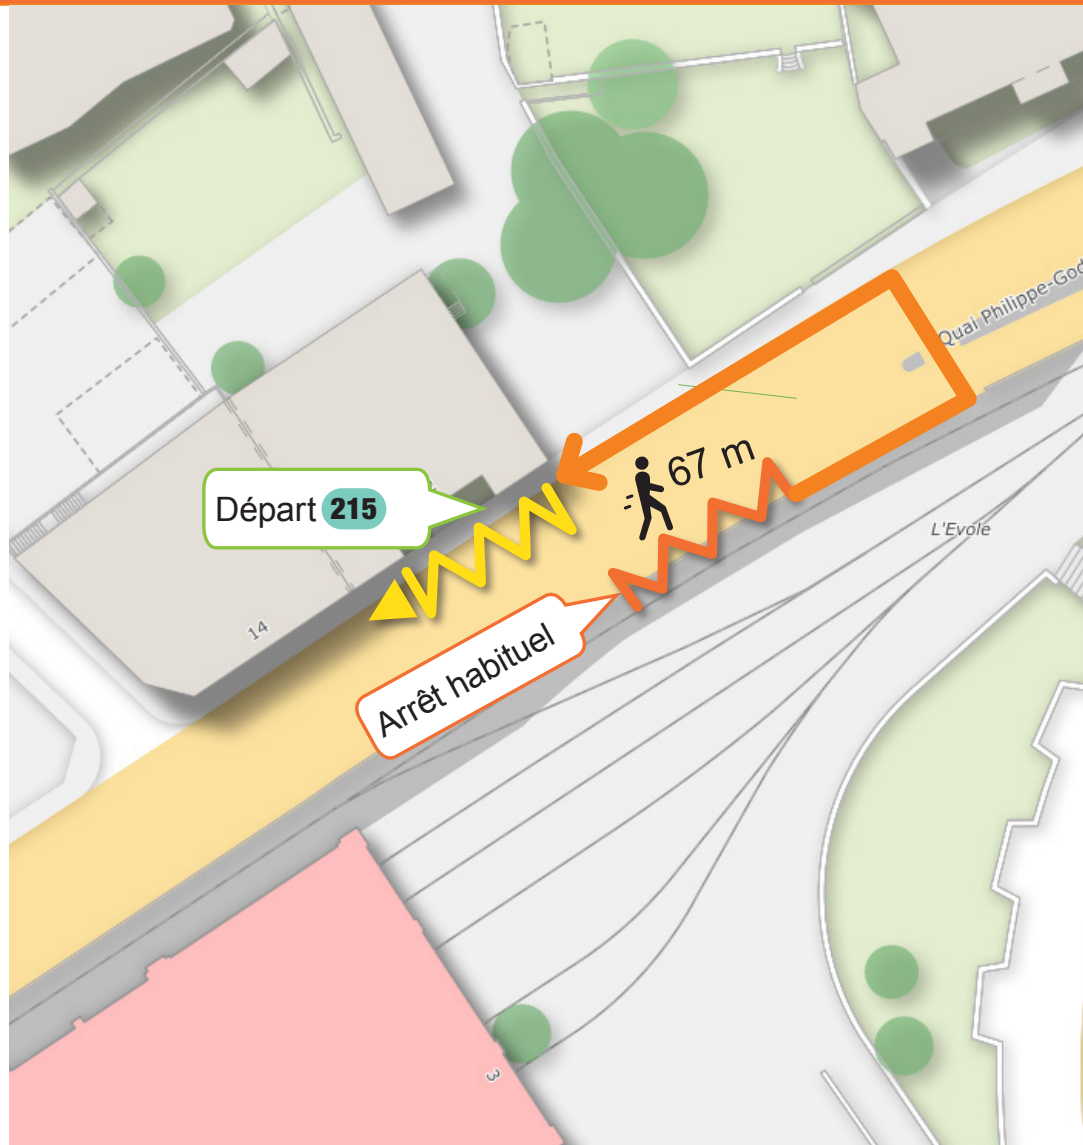 Quai Philippe-God
67 m
Départ 215
L'Evole
14
Arrêt habituel
3